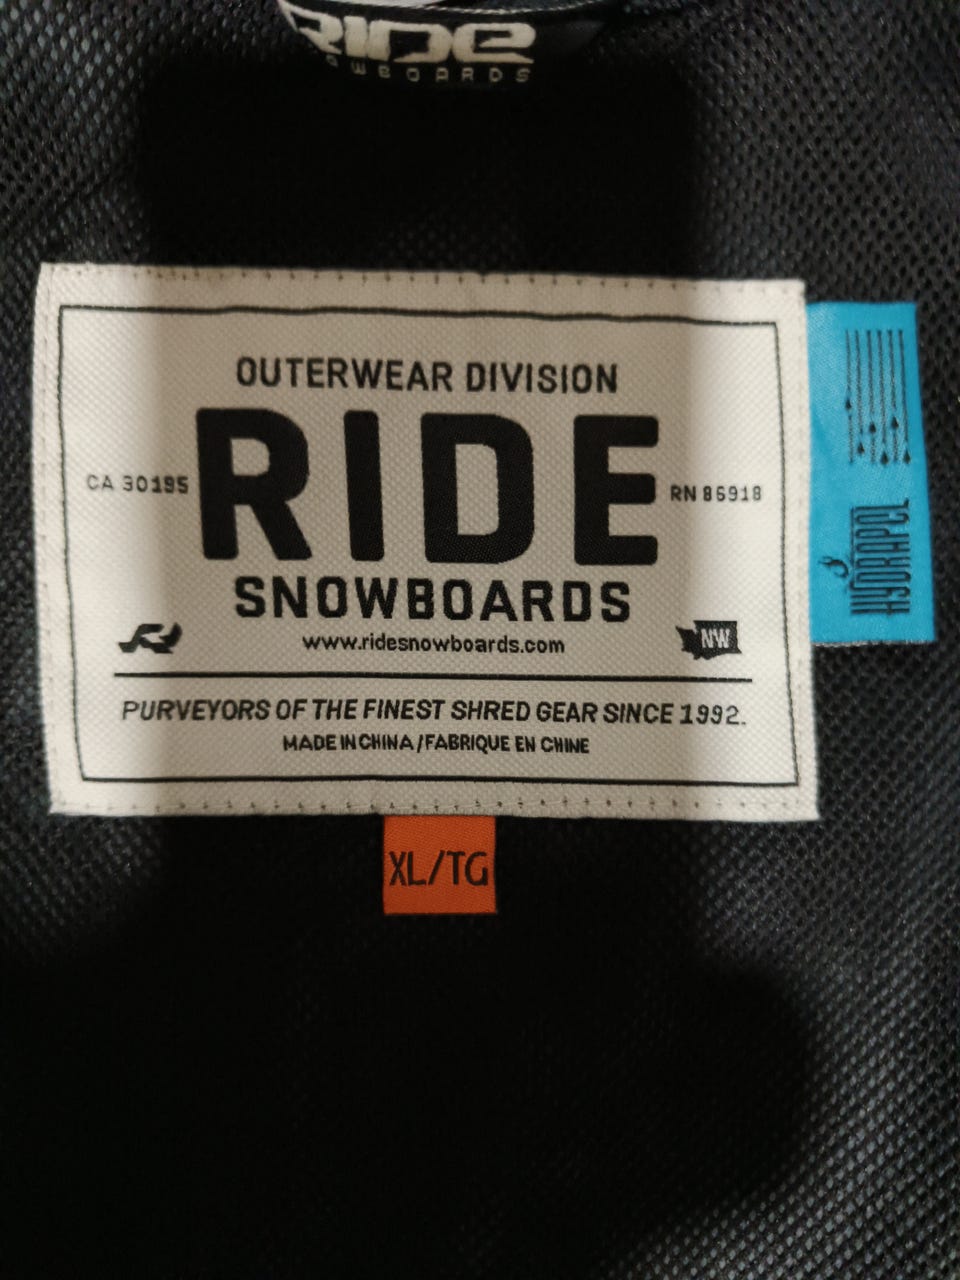 RIDE
OWBOARDS
OUTERWEAR DIVISION
RIDE
CA 30195
RN 86918
SNOWBOARDS
www.ridesnowboards.com
NW
PURVEYORS OF THE FINEST SHRED GEAR SINCE 1992.
MADE IN CHINA / FABRIQUE EN CHINE
XL/TG
HYDRAPEL